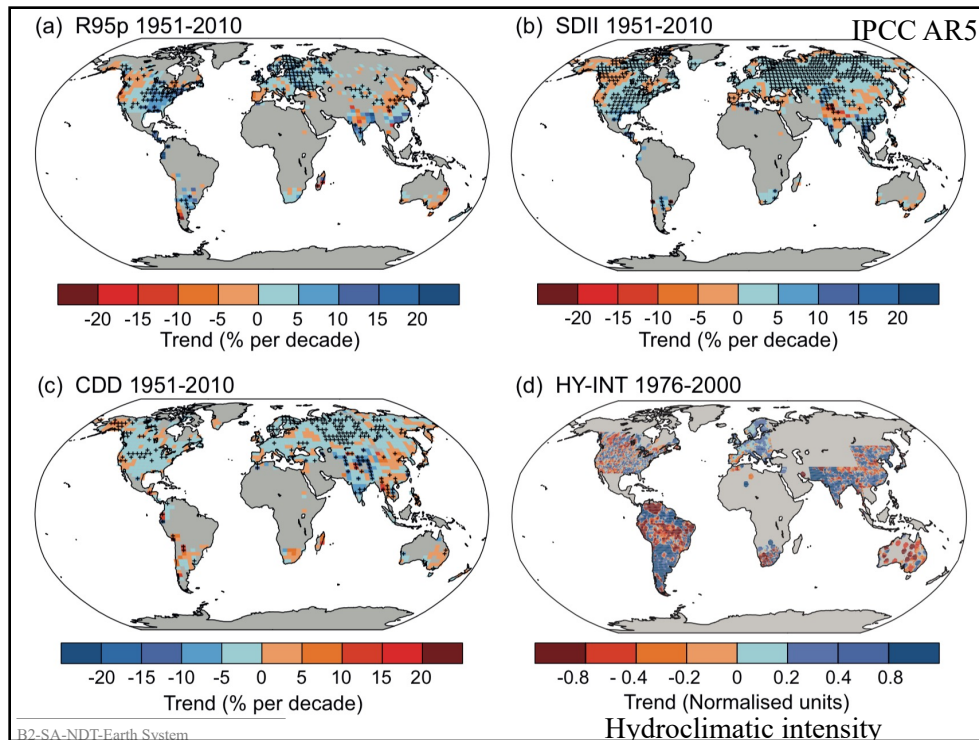 IPCC AR5
(a) R95p 1951-2010
(b) SDII 1951-2010
-20 -15 -10 -5 0 5 10 15 20
Trend (% per decade)
-20 -15 -10 -5 0 5 10 15 20
Trend (% per decade)
(c) CDD 1951-2010
(d) HY-INT 1976-2000
-20 -15 -10 -5 0 5 10 15 20
Trend (% per decade)
-0.8 - 0.4 - 0.2 0 0.2 0.4 0.8
Trend (Normalised units)
Hydroclimatic intensity
B2-SA-NDT-Earth System